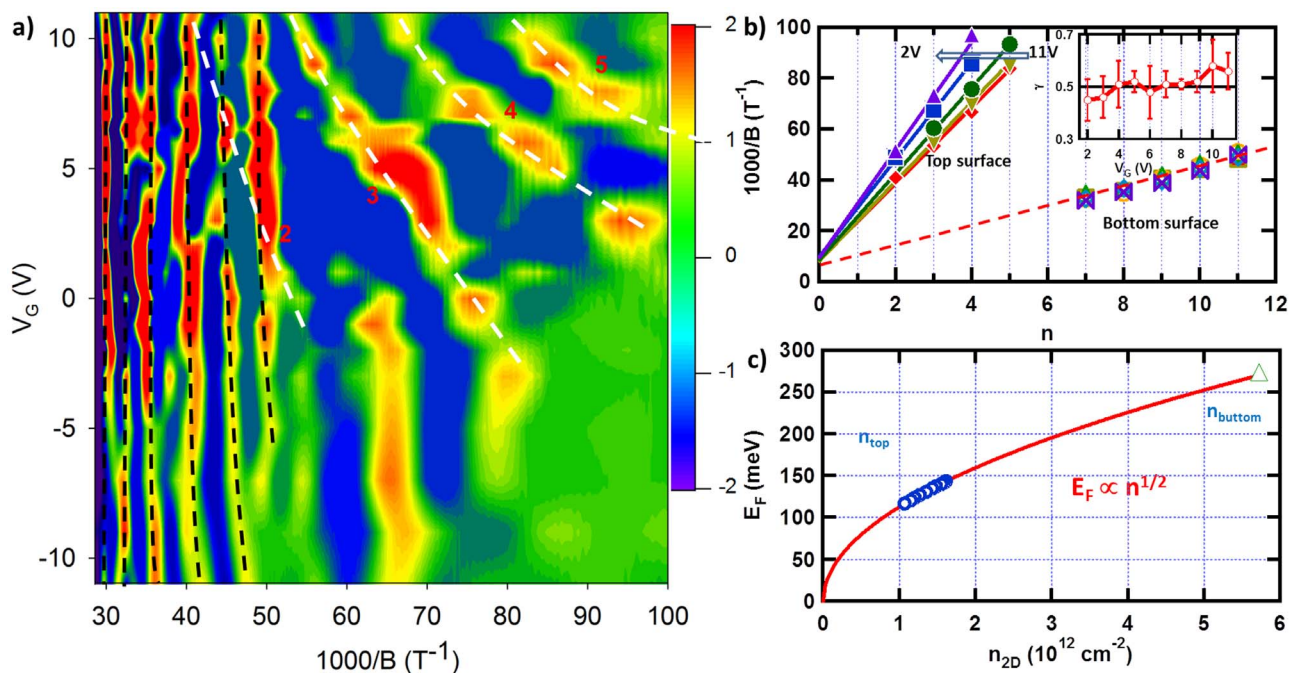 a)
V_G (V)
10
5
0
-5
-10
30 40 50 60 70 80 90 100
1000/B (T⁻¹)
2
3
4
5
2
1
0
-1
-2
b)
1000/B (T⁻¹)
100
80
60
40
20
0
0 2 4 6 8 10 12
n
2V
11V
Top surface
Bottom surface
γ
0.7
0.5
0.3
2 4 6 8 10
V_G (V)
c)
E_F (meV)
300
250
200
150
100
50
0
0 1 2 3 4 5 6
n_2D (10¹² cm⁻²)
n_top
n_buttom
E_F ∝ n^1/2